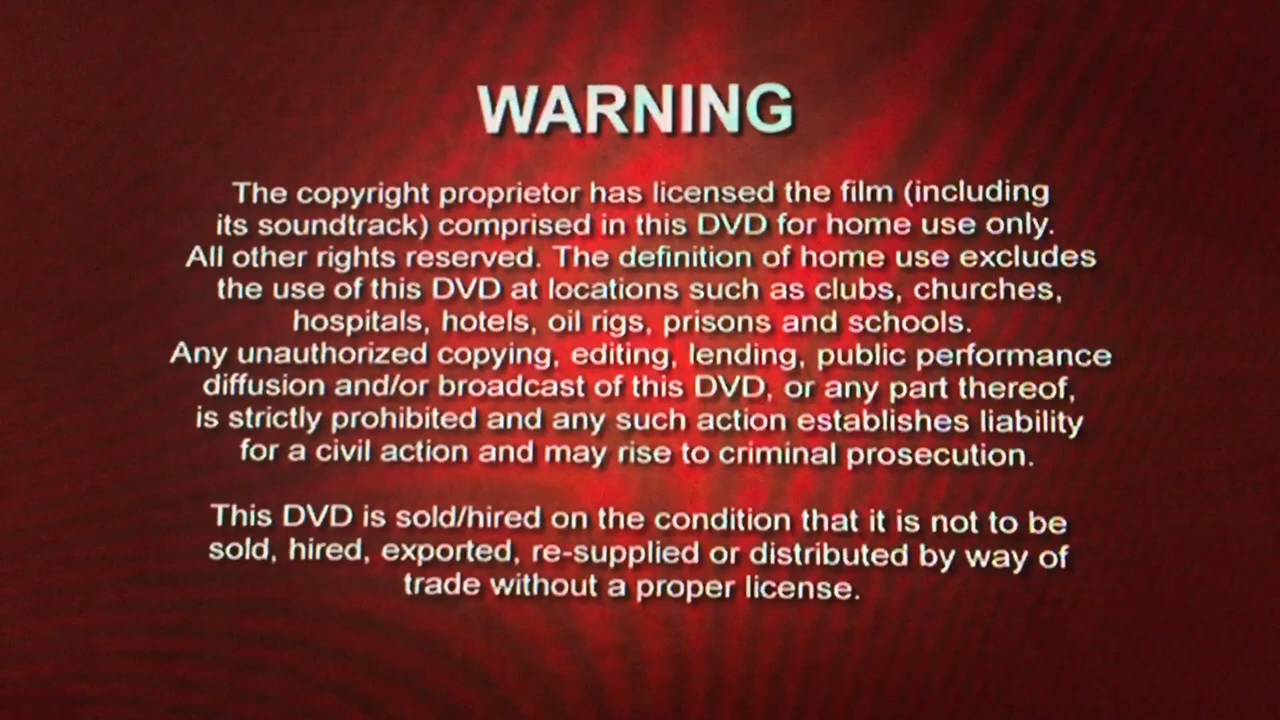 WARNING
The copyright proprietor has licensed the film (including
its soundtrack) comprised in this DVD for home use only.
All other rights reserved. The definition of home use excludes
the use of this DVD at locations such as clubs, churches,
hospitals, hotels, oil rigs, prisons and schools.
Any unauthorized copying, editing, lending, public performance
diffusion and/or broadcast of this DVD, or any part thereof,
is strictly prohibited and any such action establishes liability
for a civil action and may rise to criminal prosecution.
This DVD is sold/hired on the condition that it is not to be
sold, hired, exported, re-supplied or distributed by way of
trade without a proper license.